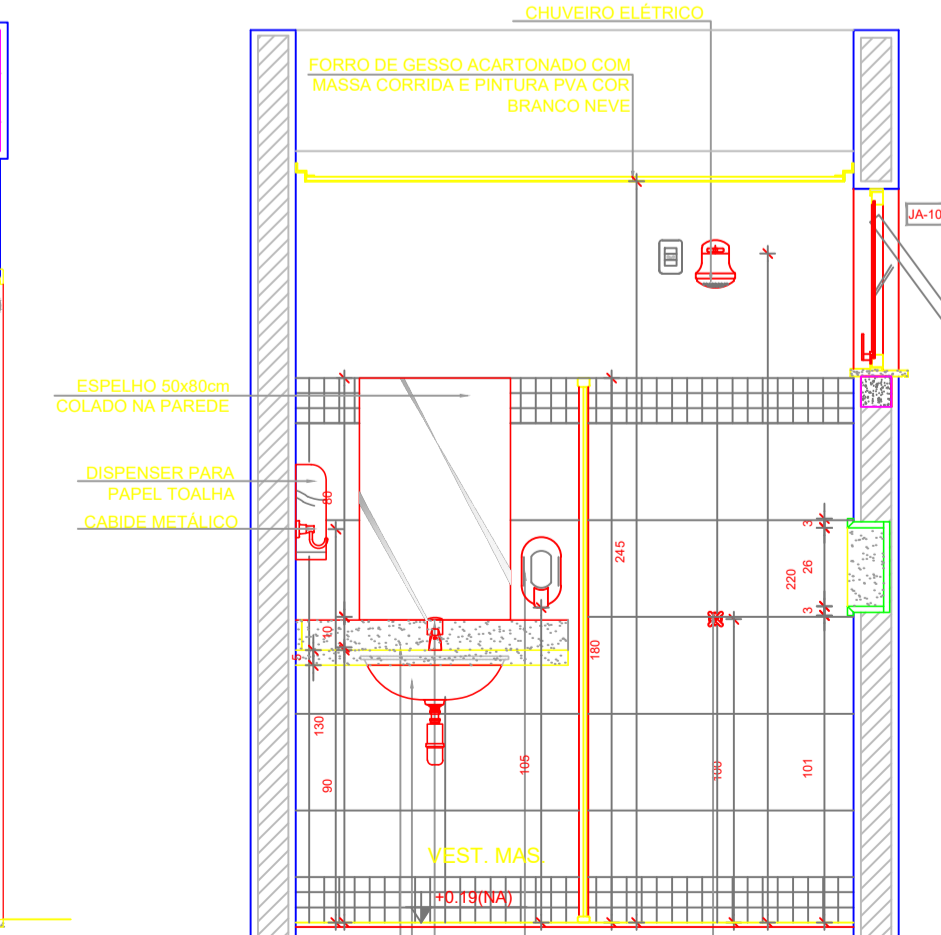 CHUVEIRO ELÉTRICO
FORRO DE GESSO ACARTONADO COM
MASSA CORRIDA E PINTURA PVA COR
BRANCO NEVE
JA-10
ESPELHO 50x80cm
COLADO NA PAREDE
DISPENSER PARA
PAPEL TOALHA
CABIDE METÁLICO
80
245
3
26
220
3
10
5
180
130
90
105
100
101
VEST. MAS.
+0.19(NA)